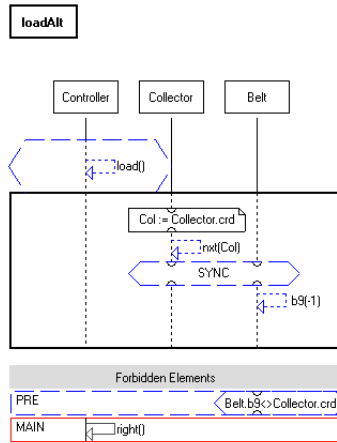 loadAlt
Controller Collector Belt
load()
Col := Collector.crd
nxt(Col)
SYNC
b9(-1)
Forbidden Elements
PRE Belt.b9<>Collector.crd
MAIN right()